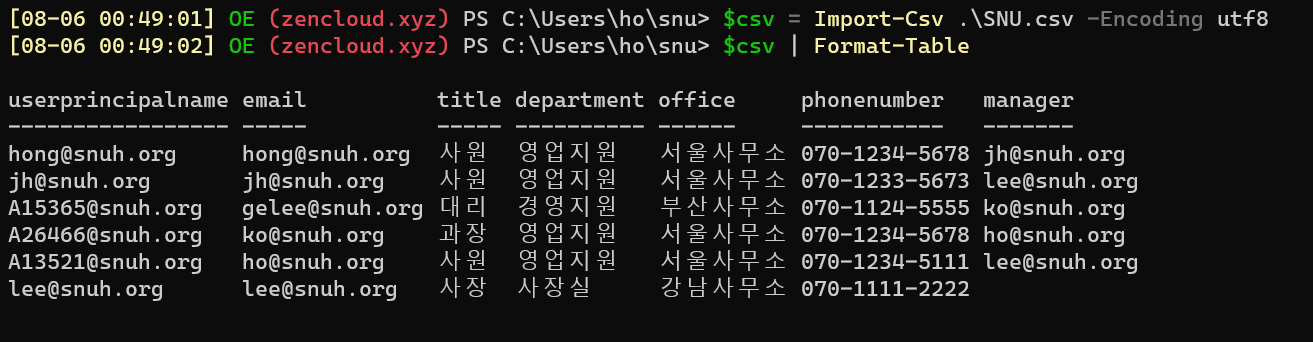 [08-06 00:49:01] OE (zencloud.xyz) PS C:\Users\ho\snu> $csv = Import-Csv .\SNU.csv -Encoding utf8
[08-06 00:49:02] OE (zencloud.xyz) PS C:\Users\ho\snu> $csv | Format-Table
userprincipalname email title department office phonenumber manager
----------------- ----- ----- ---------- ------ ----------- -------
hong@snuh.org hong@snuh.org 사원 영업지원 서울사무소 070-1234-5678 jh@snuh.org
jh@snuh.org jh@snuh.org 사원 영업지원 서울사무소 070-1233-5673 lee@snuh.org
A15365@snuh.org gelee@snuh.org 대리 경영지원 부산사무소 070-1124-5555 ko@snuh.org
A26466@snuh.org ko@snuh.org 과장 영업지원 서울사무소 070-1234-5678 ho@snuh.org
A13521@snuh.org ho@snuh.org 사원 영업지원 서울사무소 070-1234-5111 lee@snuh.org
lee@snuh.org lee@snuh.org 사장 사장실 강남사무소 070-1111-2222